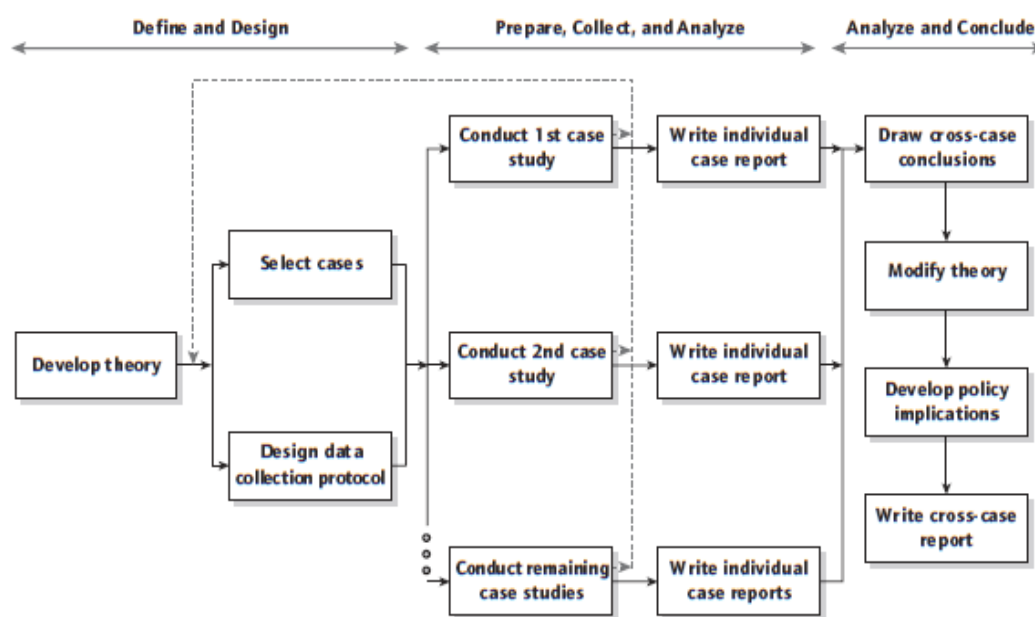 Define and Design
Prepare, Collect, and Analyze
Analyze and Conclude
Conduct 1st case
study
Write individual
case report
Draw cross-case
conclusions
Select cases
Modify theory
Develop theory
Conduct 2nd case
study
Write individual
case report
Develop policy
implications
Design data
collection protocol
Write cross-case
report
Conduct remaining
case studies
Write individual
case reports